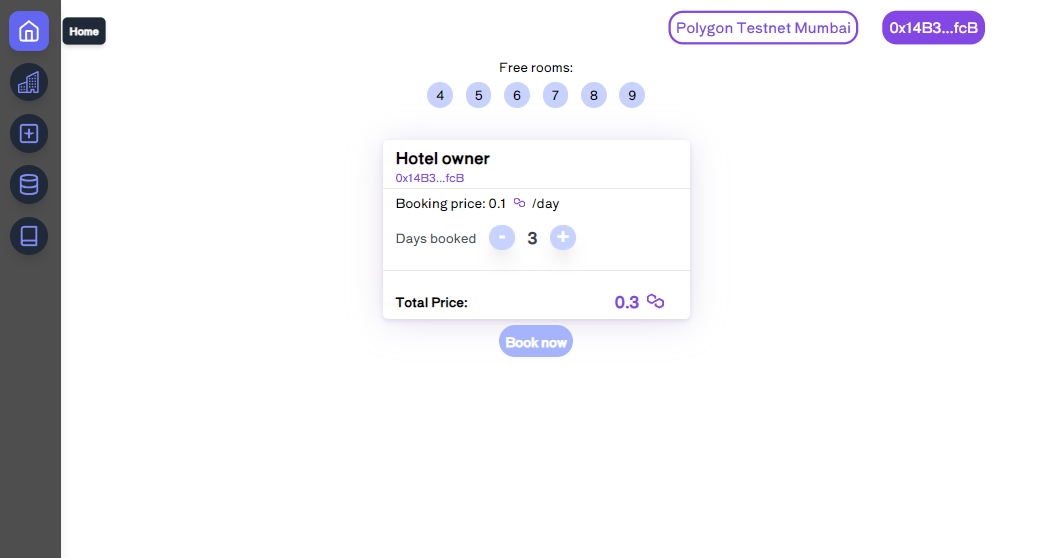 Home
Polygon Testnet Mumbai
0x14B3...fcB
Free rooms:
4 5 6 7 8 9
Hotel owner
0x14B3...fcB
Booking price: 0.1 /day
Days booked - 3 +
Total Price: 0.3
Book now